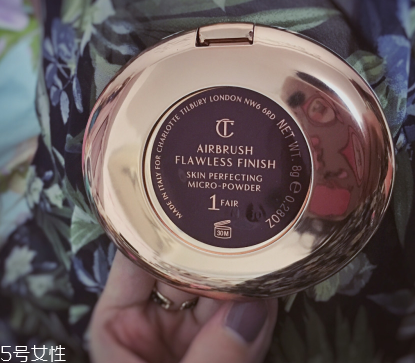 MADE IN ITALY FOR CHARLOTTE TILBURY LONDON NW6 6RD
NET WT. 8g e 0.28OZ
CT
AIRBRUSH
FLAWLESS FINISH
SKIN PERFECTING
MICRO-POWDER
1 FAIR
30M
5号女性